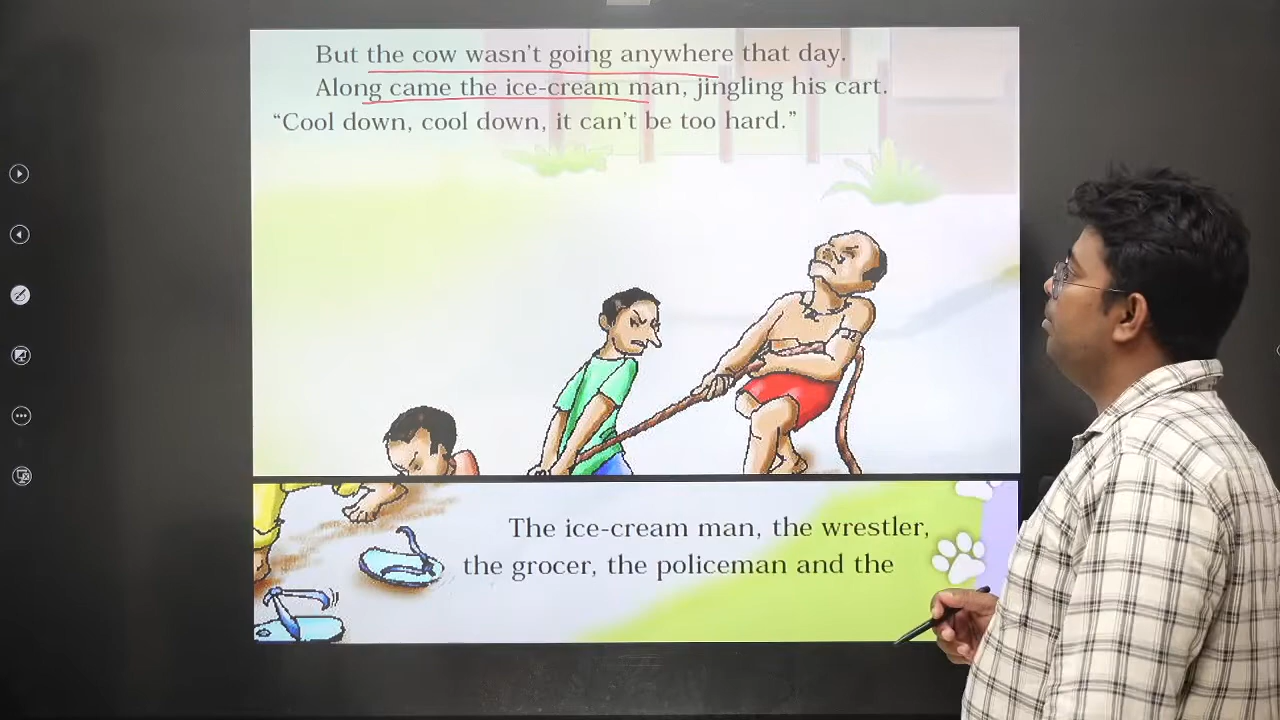 But the cow wasn't going anywhere that day.
Along came the ice-cream man, jingling his cart.
“Cool down, cool down, it can't be too hard.”
The ice-cream man, the wrestler,
the grocer, the policeman and the